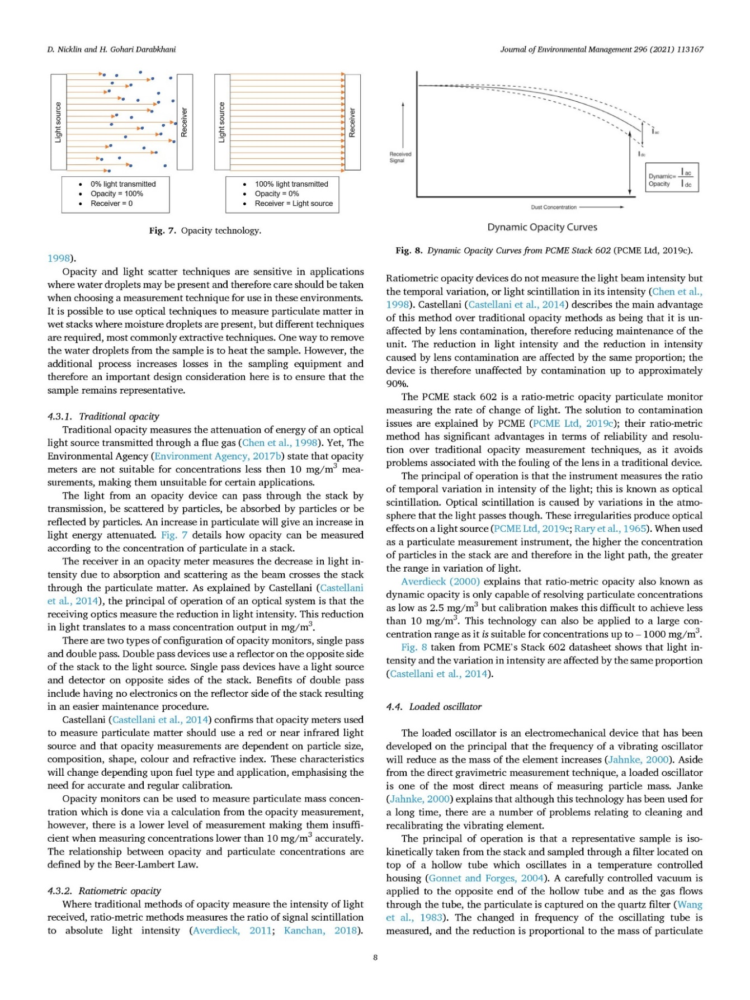 D. Nicklin and H. Gohari Darabkhani
Journal of Environmental Management 296 (2021) 113167
Light source
Receiver
Light source
Receiver
• 0% light transmitted
• Opacity = 100%
• Receiver = 0
• 100% light transmitted
• Opacity = 0%
• Receiver = Light source
Fig. 7. Opacity technology.
1998).
Opacity and light scatter techniques are sensitive in applications
where water droplets may be present and therefore care should be taken
when choosing a measurement technique for use in these environments.
It is possible to use optical techniques to measure particulate matter in
wet stacks where moisture droplets are present, but different techniques
are required, most commonly extractive techniques. One way to remove
the water droplets from the sample is to heat the sample. However, the
additional process increases losses in the sampling equipment and
therefore an important design consideration here is to ensure that the
sample remains representative.
4.3.1. Traditional opacity
Traditional opacity measures the attenuation of energy of an optical
light source transmitted through a flue gas (Chen et al., 1998). Yet, The
Environmental Agency (Environment Agency, 2017b) state that opacity
meters are not suitable for concentrations less then 10 mg/m³ mea-
surements, making them unsuitable for certain applications.
The light from an opacity device can pass through the stack by
transmission, be scattered by particles, be absorbed by particles or be
reflected by particles. An increase in particulate will give an increase in
light energy attenuated. Fig. 7 details how opacity can be measured
according to the concentration of particulate in a stack.
The receiver in an opacity meter measures the decrease in light in-
tensity due to absorption and scattering as the beam crosses the stack
through the particulate matter. As explained by Castellani (Castellani
et al., 2014), the principal of operation of an optical system is that the
receiving optics measure the reduction in light intensity. This reduction
in light translates to a mass concentration output in mg/m³.
There are two types of configuration of opacity monitors, single pass
and double pass. Double pass devices use a reflector on the opposite side
of the stack to the light source. Single pass devices have a light source
and detector on opposite sides of the stack. Benefits of double pass
include having no electronics on the reflector side of the stack resulting
in an easier maintenance procedure.
Castellani (Castellani et al., 2014) confirms that opacity meters used
to measure particulate matter should use a red or near infrared light
source and that opacity measurements are dependent on particle size,
composition, shape, colour and refractive index. These characteristics
will change depending upon fuel type and application, emphasising the
need for accurate and regular calibration.
Opacity monitors can be used to measure particulate mass concen-
tration which is done via a calculation from the opacity measurement,
however, there is a lower level of measurement making them insuffi-
cient when measuring concentrations lower than 10 mg/m³ accurately.
The relationship between opacity and particulate concentrations are
defined by the Beer-Lambert Law.
4.3.2. Ratiometric opacity
Where traditional methods of opacity measure the intensity of light
received, ratio-metric methods measures the ratio of signal scintillation
to absolute light intensity (Averdieck, 2011; Kanchan, 2018).
Received
Signal
I ac
I dc
Dynamic= I ac
Opacity I dc
Dust Concentration
Dynamic Opacity Curves
Fig. 8. Dynamic Opacity Curves from PCME Stack 602 (PCME Ltd, 2019c).
Ratiometric opacity devices do not measure the light beam intensity but
the temporal variation, or light scintillation in its intensity (Chen et al.,
1998). Castellani (Castellani et al., 2014) describes the main advantage
of this method over traditional opacity methods as being that it is un-
affected by lens contamination, therefore reducing maintenance of the
unit. The reduction in light intensity and the reduction in intensity
caused by lens contamination are affected by the same proportion; the
device is therefore unaffected by contamination up to approximately
90%.
The PCME stack 602 is a ratio-metric opacity particulate monitor
measuring the rate of change of light. The solution to contamination
issues are explained by PCME (PCME Ltd, 2019c); their ratio-metric
method has significant advantages in terms of reliability and resolu-
tion over traditional opacity measurement techniques, as it avoids
problems associated with the fouling of the lens in a traditional device.
The principal of operation is that the instrument measures the ratio
of temporal variation in intensity of the light; this is known as optical
scintillation. Optical scintillation is caused by variations in the atmo-
sphere that the light passes though. These irregularities produce optical
effects on a light source (PCME Ltd, 2019c; Rary et al., 1965). When used
as a particulate measurement instrument, the higher the concentration
of particles in the stack are and therefore in the light path, the greater
the range in variation of light.
Averdieck (2000) explains that ratio-metric opacity also known as
dynamic opacity is only capable of resolving particulate concentrations
as low as 2.5 mg/m³ but calibration makes this difficult to achieve less
than 10 mg/m³. This technology can also be applied to a large con-
centration range as it is suitable for concentrations up to – 1000 mg/m³.
Fig. 8 taken from PCME's Stack 602 datasheet shows that light in-
tensity and the variation in intensity are affected by the same proportion
(Castellani et al., 2014).
4.4. Loaded oscillator
The loaded oscillator is an electromechanical device that has been
developed on the principal that the frequency of a vibrating oscillator
will reduce as the mass of the element increases (Jahnke, 2000). Aside
from the direct gravimetric measurement technique, a loaded oscillator
is one of the most direct means of measuring particle mass. Janke
(Jahnke, 2000) explains that although this technology has been used for
a long time, there are a number of problems relating to cleaning and
recalibrating the vibrating element.
The principal of operation is that a representative sample is iso-
kinetically taken from the stack and sampled through a filter located on
top of a hollow tube which oscillates in a temperature controlled
housing (Gonnet and Forges, 2004). A carefully controlled vacuum is
applied to the opposite end of the hollow tube and as the gas flows
through the tube, the particulate is captured on the quartz filter (Wang
et al., 1983). The changed in frequency of the oscillating tube is
measured, and the reduction is proportional to the mass of particulate
8